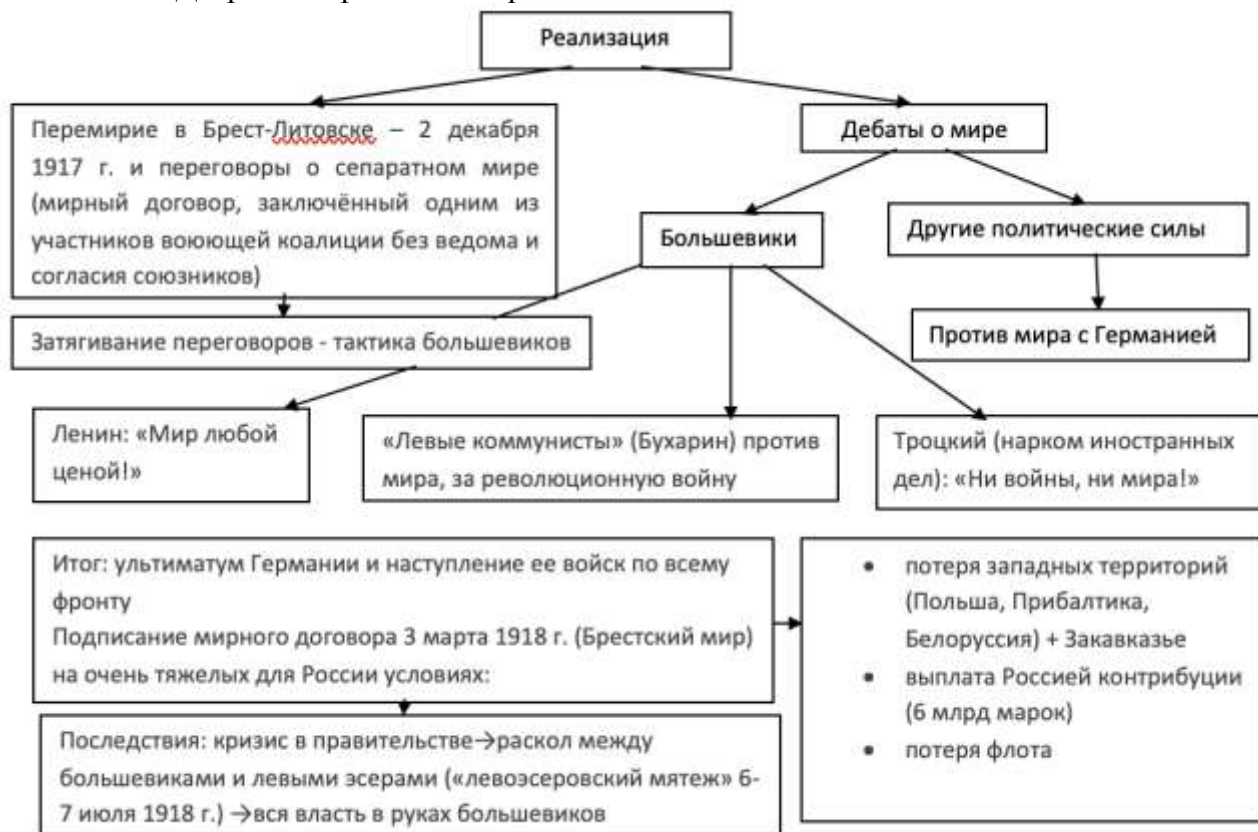 Реализация
Перемирие в Брест-Литовске – 2 декабря
1917 г. и переговоры о сепаратном мире
(мирный договор, заключённый одним из
участников воюющей коалиции без ведома и
согласия союзников)
Дебаты о мире
Большевики
Другие политические силы
Затягивание переговоров - тактика большевиков
Против мира с Германией
Ленин: «Мир любой
ценой!»
«Левые коммунисты» (Бухарин) против
мира, за революционную войну
Троцкий (нарком иностранных
дел): «Ни войны, ни мира!»
Итог: ультиматум Германии и наступление ее войск по всему
фронту
Подписание мирного договора 3 марта 1918 г. (Брестский мир)
на очень тяжелых для России условиях:
• потеря западных территорий
(Польша, Прибалтика,
Белоруссия) + Закавказье
• выплата Россией контрибуции
(6 млрд марок)
• потеря флота
Последствия: кризис в правительстве→раскол между
большевиками и левыми эсерами («левоэсеровский мятеж» 6-
7 июля 1918 г.) →вся власть в руках большевиков